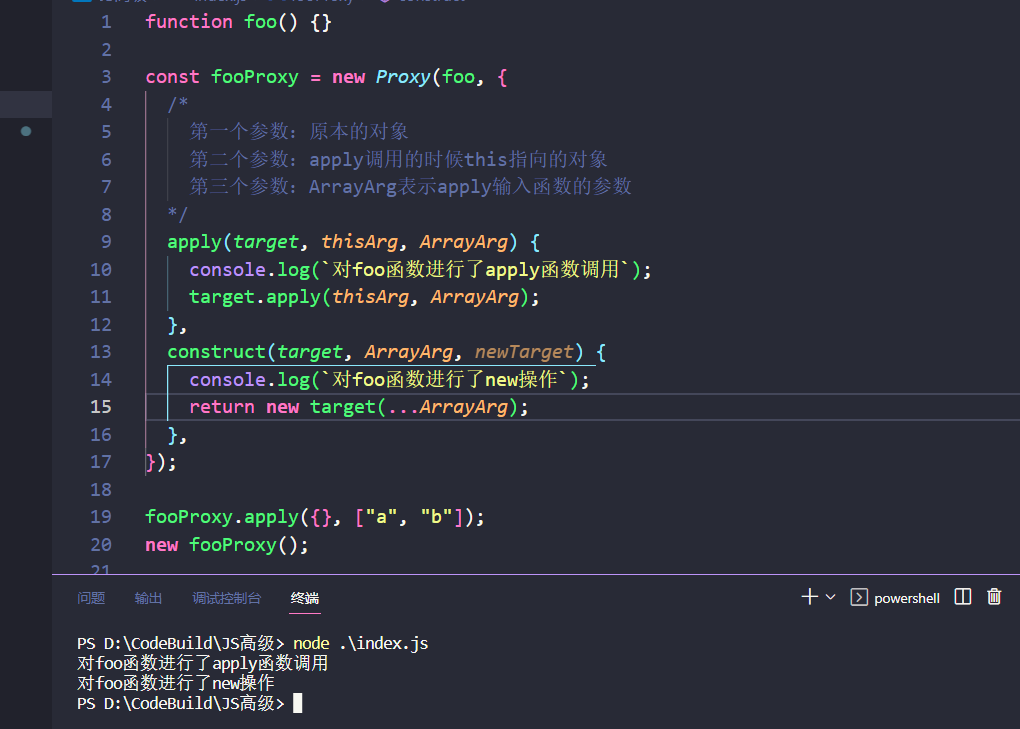 1 function foo() {}
2
3 const fooProxy = new Proxy(foo, {
4 /*
5 第一个参数：原本的对象
6 第二个参数：apply调用的时候this指向的对象
7 第三个参数：ArrayArg表示apply输入函数的参数
8 */
9 apply(target, thisArg, ArrayArg) {
10 console.log(`对foo函数进行了apply函数调用`);
11 target.apply(thisArg, ArrayArg);
12 },
13 construct(target, ArrayArg, newTarget) {
14 console.log(`对foo函数进行了new操作`);
15 return new target(...ArrayArg);
16 },
17 });
18
19 fooProxy.apply({}, ["a", "b"]);
20 new fooProxy();
21
问题 输出 调试控制台 终端 powershell
PS D:\CodeBuild\JS高级> node .\index.js
对foo函数进行了apply函数调用
对foo函数进行了new操作
PS D:\CodeBuild\JS高级>